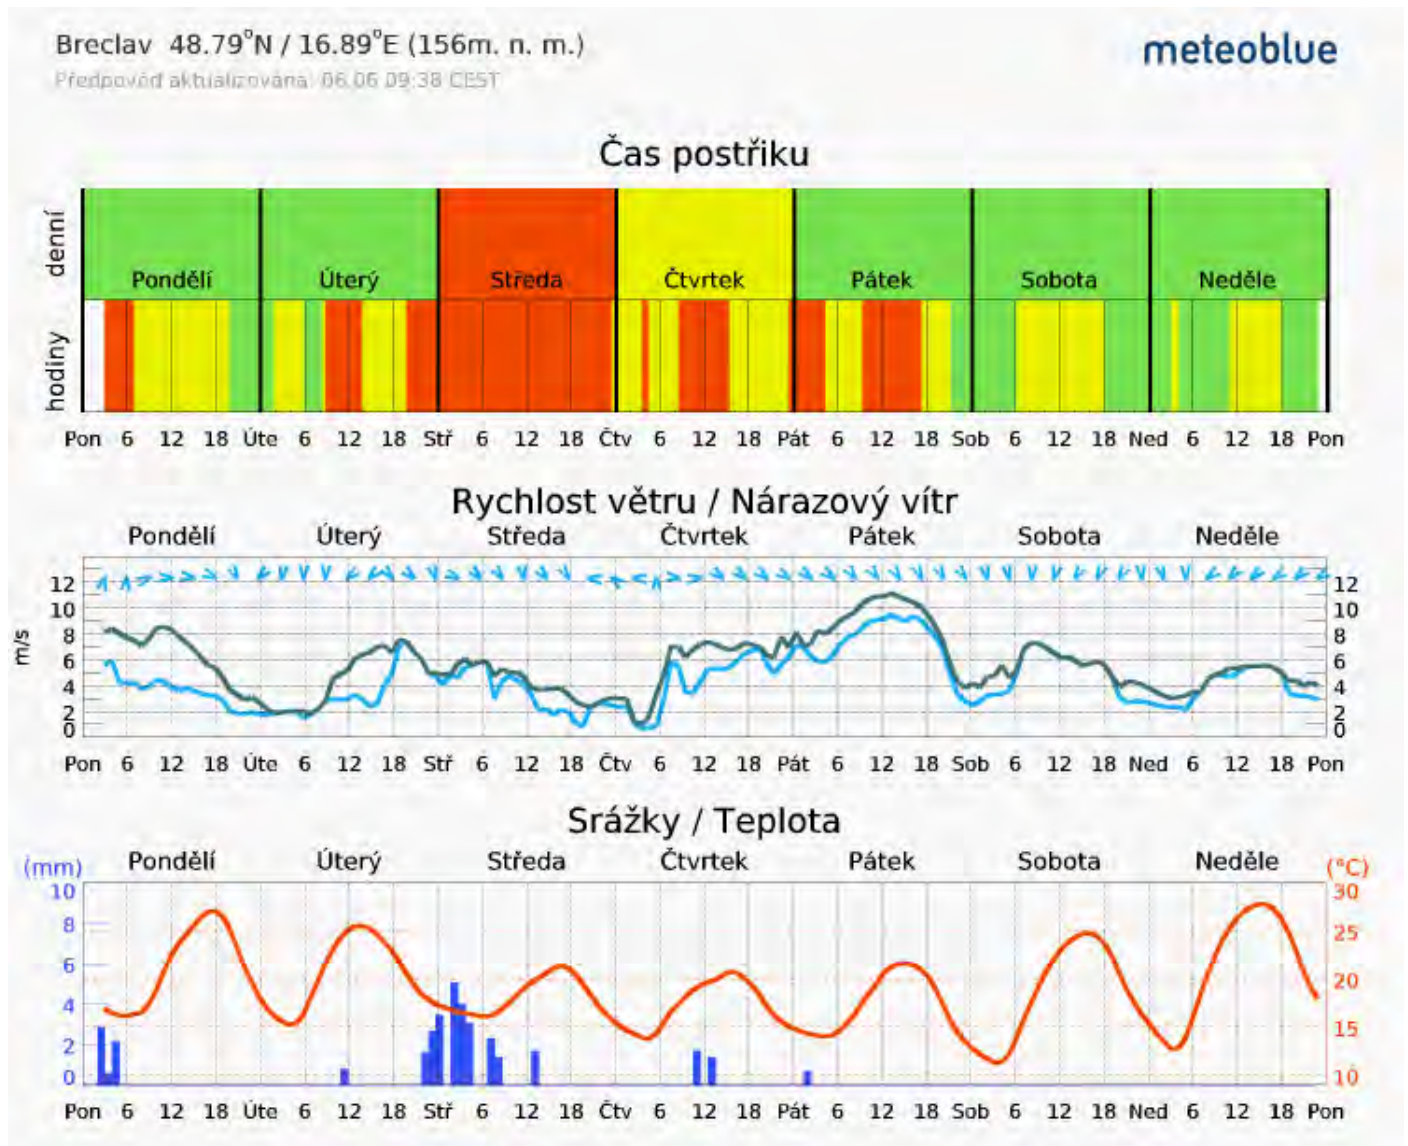 Breclav 48.79°N / 16.89°E (156m. n. m.)
meteoblue
Předpověď aktualizována: 06.06 09:38 CEST
Čas postřiku
denní
Pondělí Úterý Středa Čtvrtek Pátek Sobota Neděle
hodiny
Pon 6 12 18 Úte 6 12 18 Stř 6 12 18 Čtv 6 12 18 Pát 6 12 18 Sob 6 12 18 Ned 6 12 18 Pon
Rychlost větru / Nárazový vítr
Pondělí Úterý Středa Čtvrtek Pátek Sobota Neděle
m/s
12 12
10 10
8 8
6 6
4 4
2 2
0 0
Pon 6 12 18 Úte 6 12 18 Stř 6 12 18 Čtv 6 12 18 Pát 6 12 18 Sob 6 12 18 Ned 6 12 18 Pon
Srážky / Teplota
(mm) Pondělí Úterý Středa Čtvrtek Pátek Sobota Neděle (°C)
10 30
8 25
6 20
4 15
2 10
0
Pon 6 12 18 Úte 6 12 18 Stř 6 12 18 Čtv 6 12 18 Pát 6 12 18 Sob 6 12 18 Ned 6 12 18 Pon